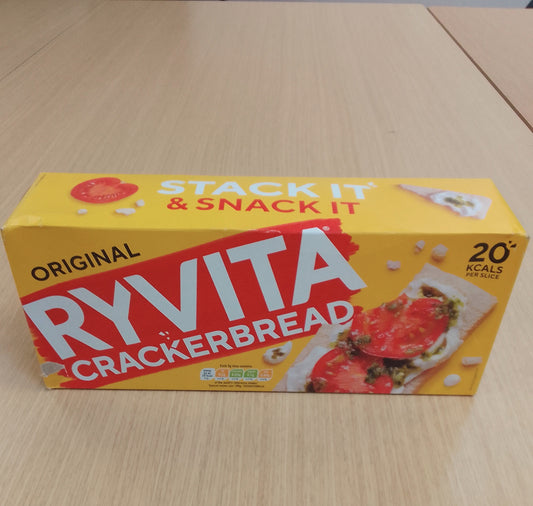 STACK IT
& SNACK IT
ORIGINAL
RYVITA
CRACKERBREAD
20
KCALS
PER SLICE